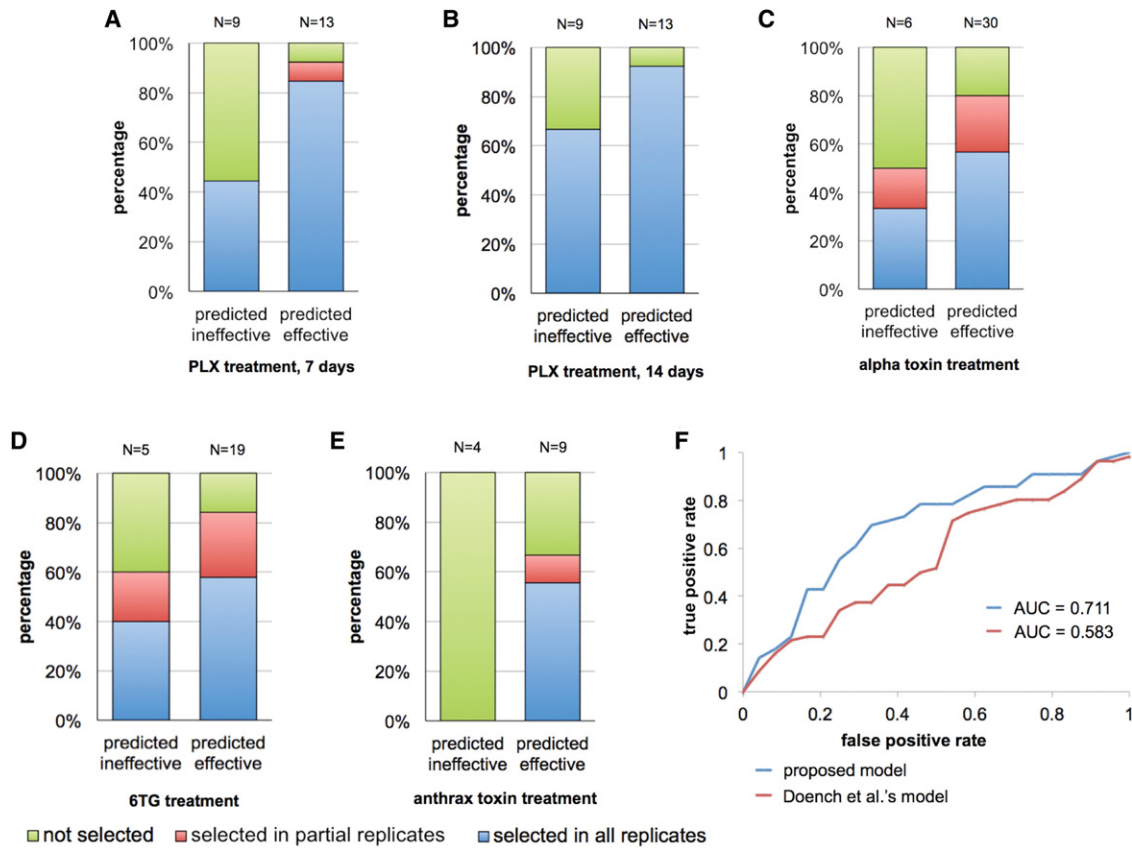 A
N=9 N=13
100%
80%
60%
40%
20%
0%
percentage
predicted ineffective
predicted effective
PLX treatment, 7 days
B
N=9 N=13
100%
80%
60%
40%
20%
0%
percentage
predicted ineffective
predicted effective
PLX treatment, 14 days
C
N=6 N=30
100%
80%
60%
40%
20%
0%
percentage
predicted ineffective
predicted effective
alpha toxin treatment
D
N=5 N=19
100%
80%
60%
40%
20%
0%
percentage
predicted ineffective
predicted effective
6TG treatment
E
N=4 N=9
100%
80%
60%
40%
20%
0%
percentage
predicted ineffective
predicted effective
anthrax toxin treatment
F
1
0.8
0.6
0.4
0.2
0
true positive rate
AUC = 0.711
AUC = 0.583
0 0.2 0.4 0.6 0.8 1
false positive rate
proposed model
Doench et al.'s model
not selected selected in partial replicates selected in all replicates